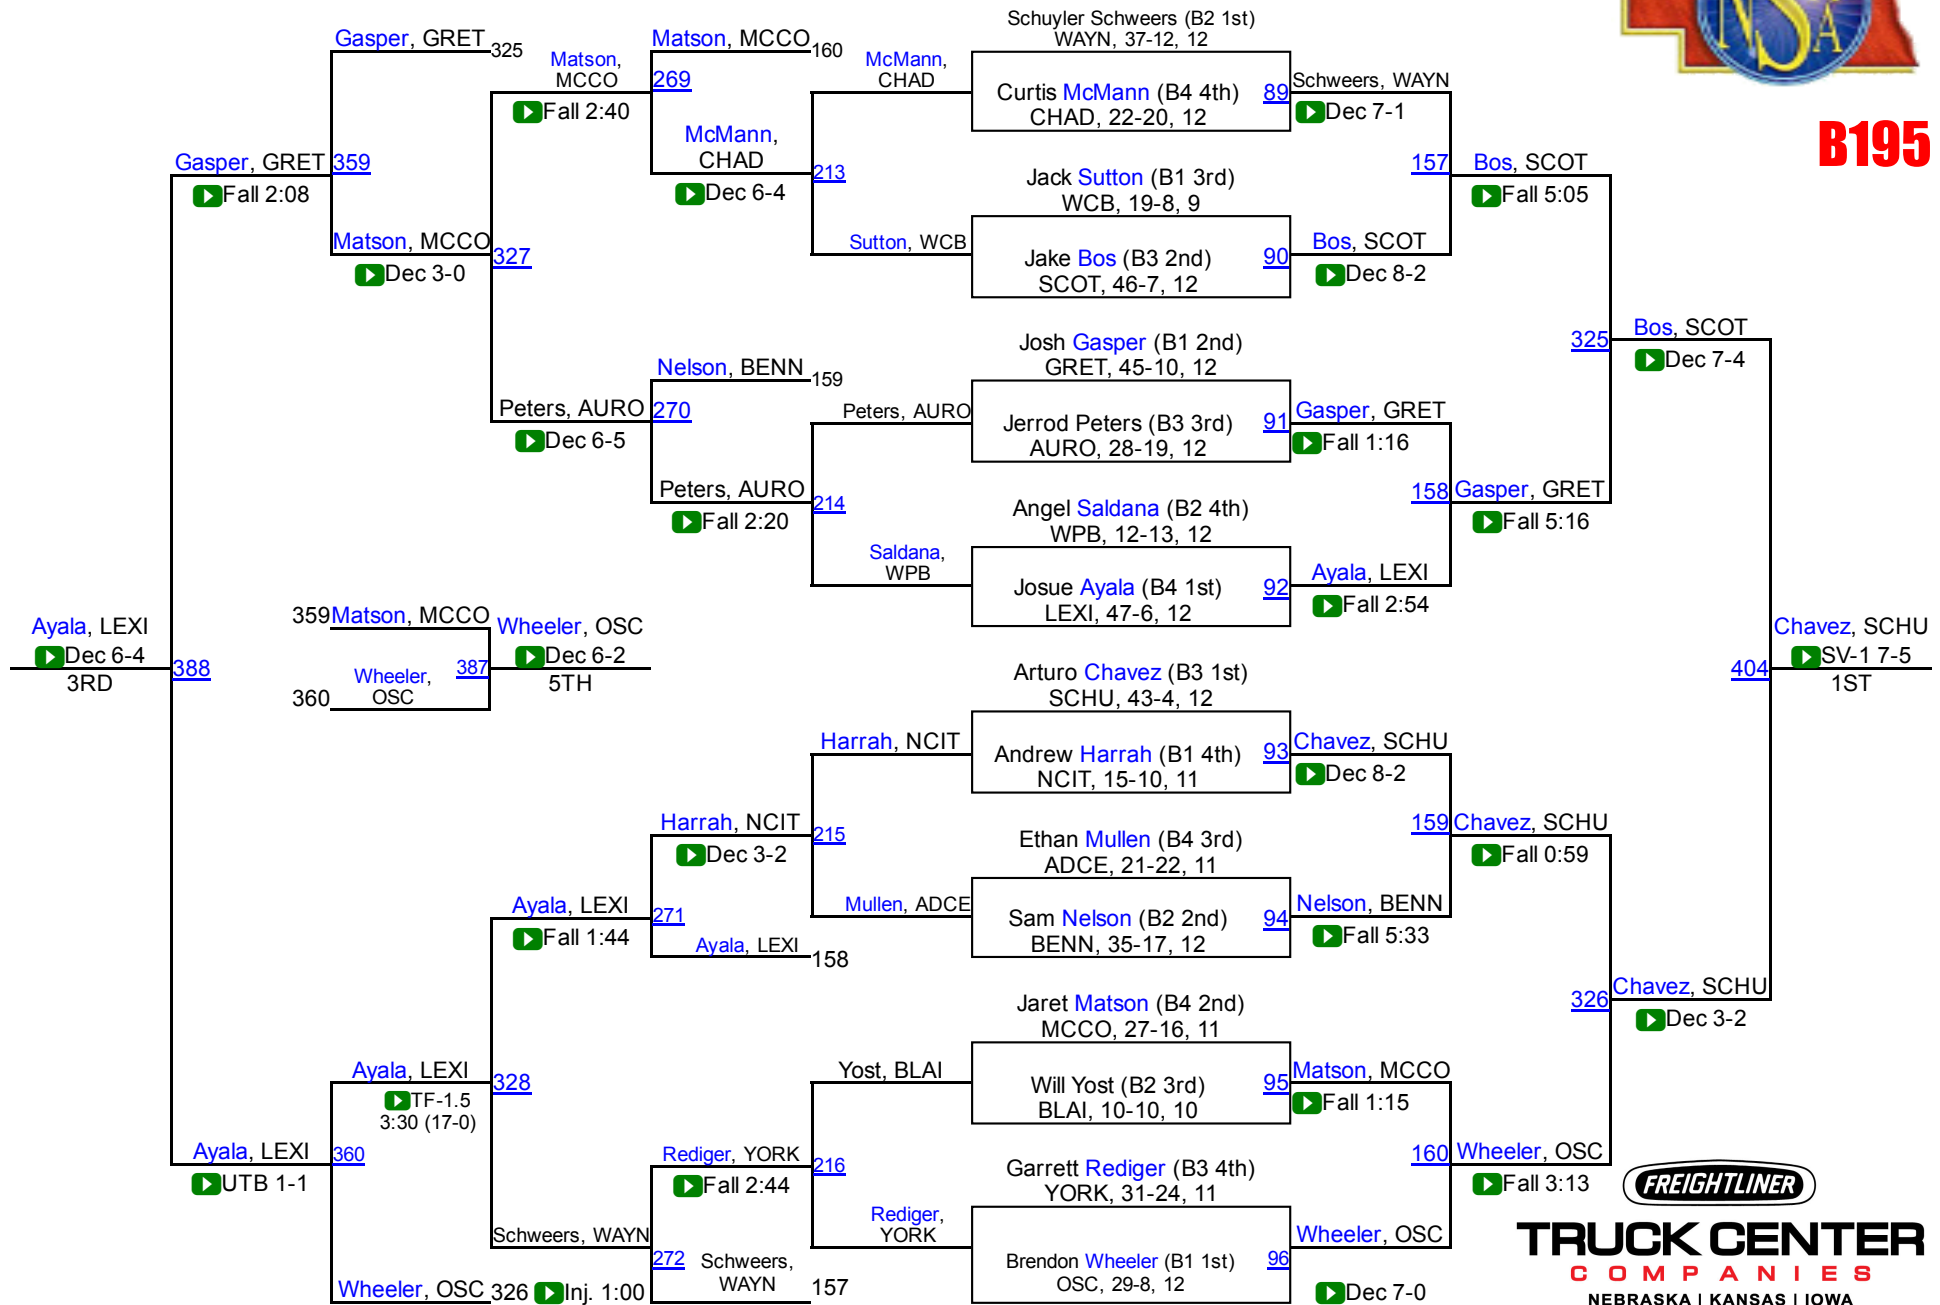 Schuyler Schweers (B2 1st)
WAYN, 37-12, 12
Curtis McMann (B4 4th)
CHAD, 22-20, 12
89
Jack Sutton (B1 3rd)
WCB, 19-8, 9
Jake Bos (B3 2nd)
SCOT, 46-7, 12
90
Josh Gasper (B1 2nd)
GRET, 45-10, 12
Jerrod Peters (B3 3rd)
AURO, 28-19, 12
91
Angel Saldana (B2 4th)
WPB, 12-13, 12
Josue Ayala (B4 1st)
LEXI, 47-6, 12
92
Arturo Chavez (B3 1st)
SCHU, 43-4, 12
Andrew Harrah (B1 4th)
NCIT, 15-10, 11
93
Ethan Mullen (B4 3rd)
ADCE, 21-22, 11
Sam Nelson (B2 2nd)
BENN, 35-17, 12
94
Jaret Matson (B4 2nd)
MCCO, 27-16, 11
Will Yost (B2 3rd)
BLAI, 10-10, 10
95
Garrett Rediger (B3 4th)
YORK, 31-24, 11
Brendon Wheeler (B1 1st)
OSC, 29-8, 12
96
Schweers, WAYN
Dec 7-1
157
Bos, SCOT
Dec 8-2
Gasper, GRET
Fall 1:16
158
Ayala, LEXI
Fall 2:54
Chavez, SCHU
Dec 8-2
159
Nelson, BENN
Fall 5:33
Matson, MCCO
Fall 1:15
160
Wheeler, OSC
Dec 7-0
Bos, SCOT
Fall 5:05
325
Gasper, GRET
Fall 5:16
Chavez, SCHU
Fall 0:59
326
Wheeler, OSC
Fall 3:13
Bos, SCOT
Dec 7-4
404
Chavez, SCHU
Dec 3-2
Chavez, SCHU
SV-1 7-5
1ST
McMann,
CHAD
213
Sutton, WCB
Peters, AURO
214
Saldana,
WPB
Harrah, NCIT
215
Mullen, ADCE
Yost, BLAI
216
Rediger,
YORK
Matson, MCCO
160
269
McMann,
CHAD
Dec 6-4
Nelson, BENN
159
270
Peters, AURO
Fall 2:20
Harrah, NCIT
Dec 3-2
271
Ayala, LEXI
158
Rediger, YORK
Fall 2:44
272
Schweers,
WAYN
157
Matson,
MCCO
Fall 2:40
327
Peters, AURO
Dec 6-5
Ayala, LEXI
Fall 1:44
328
Schweers, WAYN
Inj. 1:00
Gasper, GRET
325
359
Matson, MCCO
Dec 3-0
Ayala, LEXI
TF-1.5
3:30 (17-0)
360
Wheeler, OSC
326
Gasper, GRET
Fall 2:08
388
Ayala, LEXI
UTB 1-1
Ayala, LEXI
Dec 6-4
3RD
359
Matson, MCCO
387
360
Wheeler,
OSC
Wheeler, OSC
Dec 6-2
5TH
NSA
B195
FREIGHTLINER
TRUCK CENTER
COMPANIES
NEBRASKA | KANSAS | IOWA